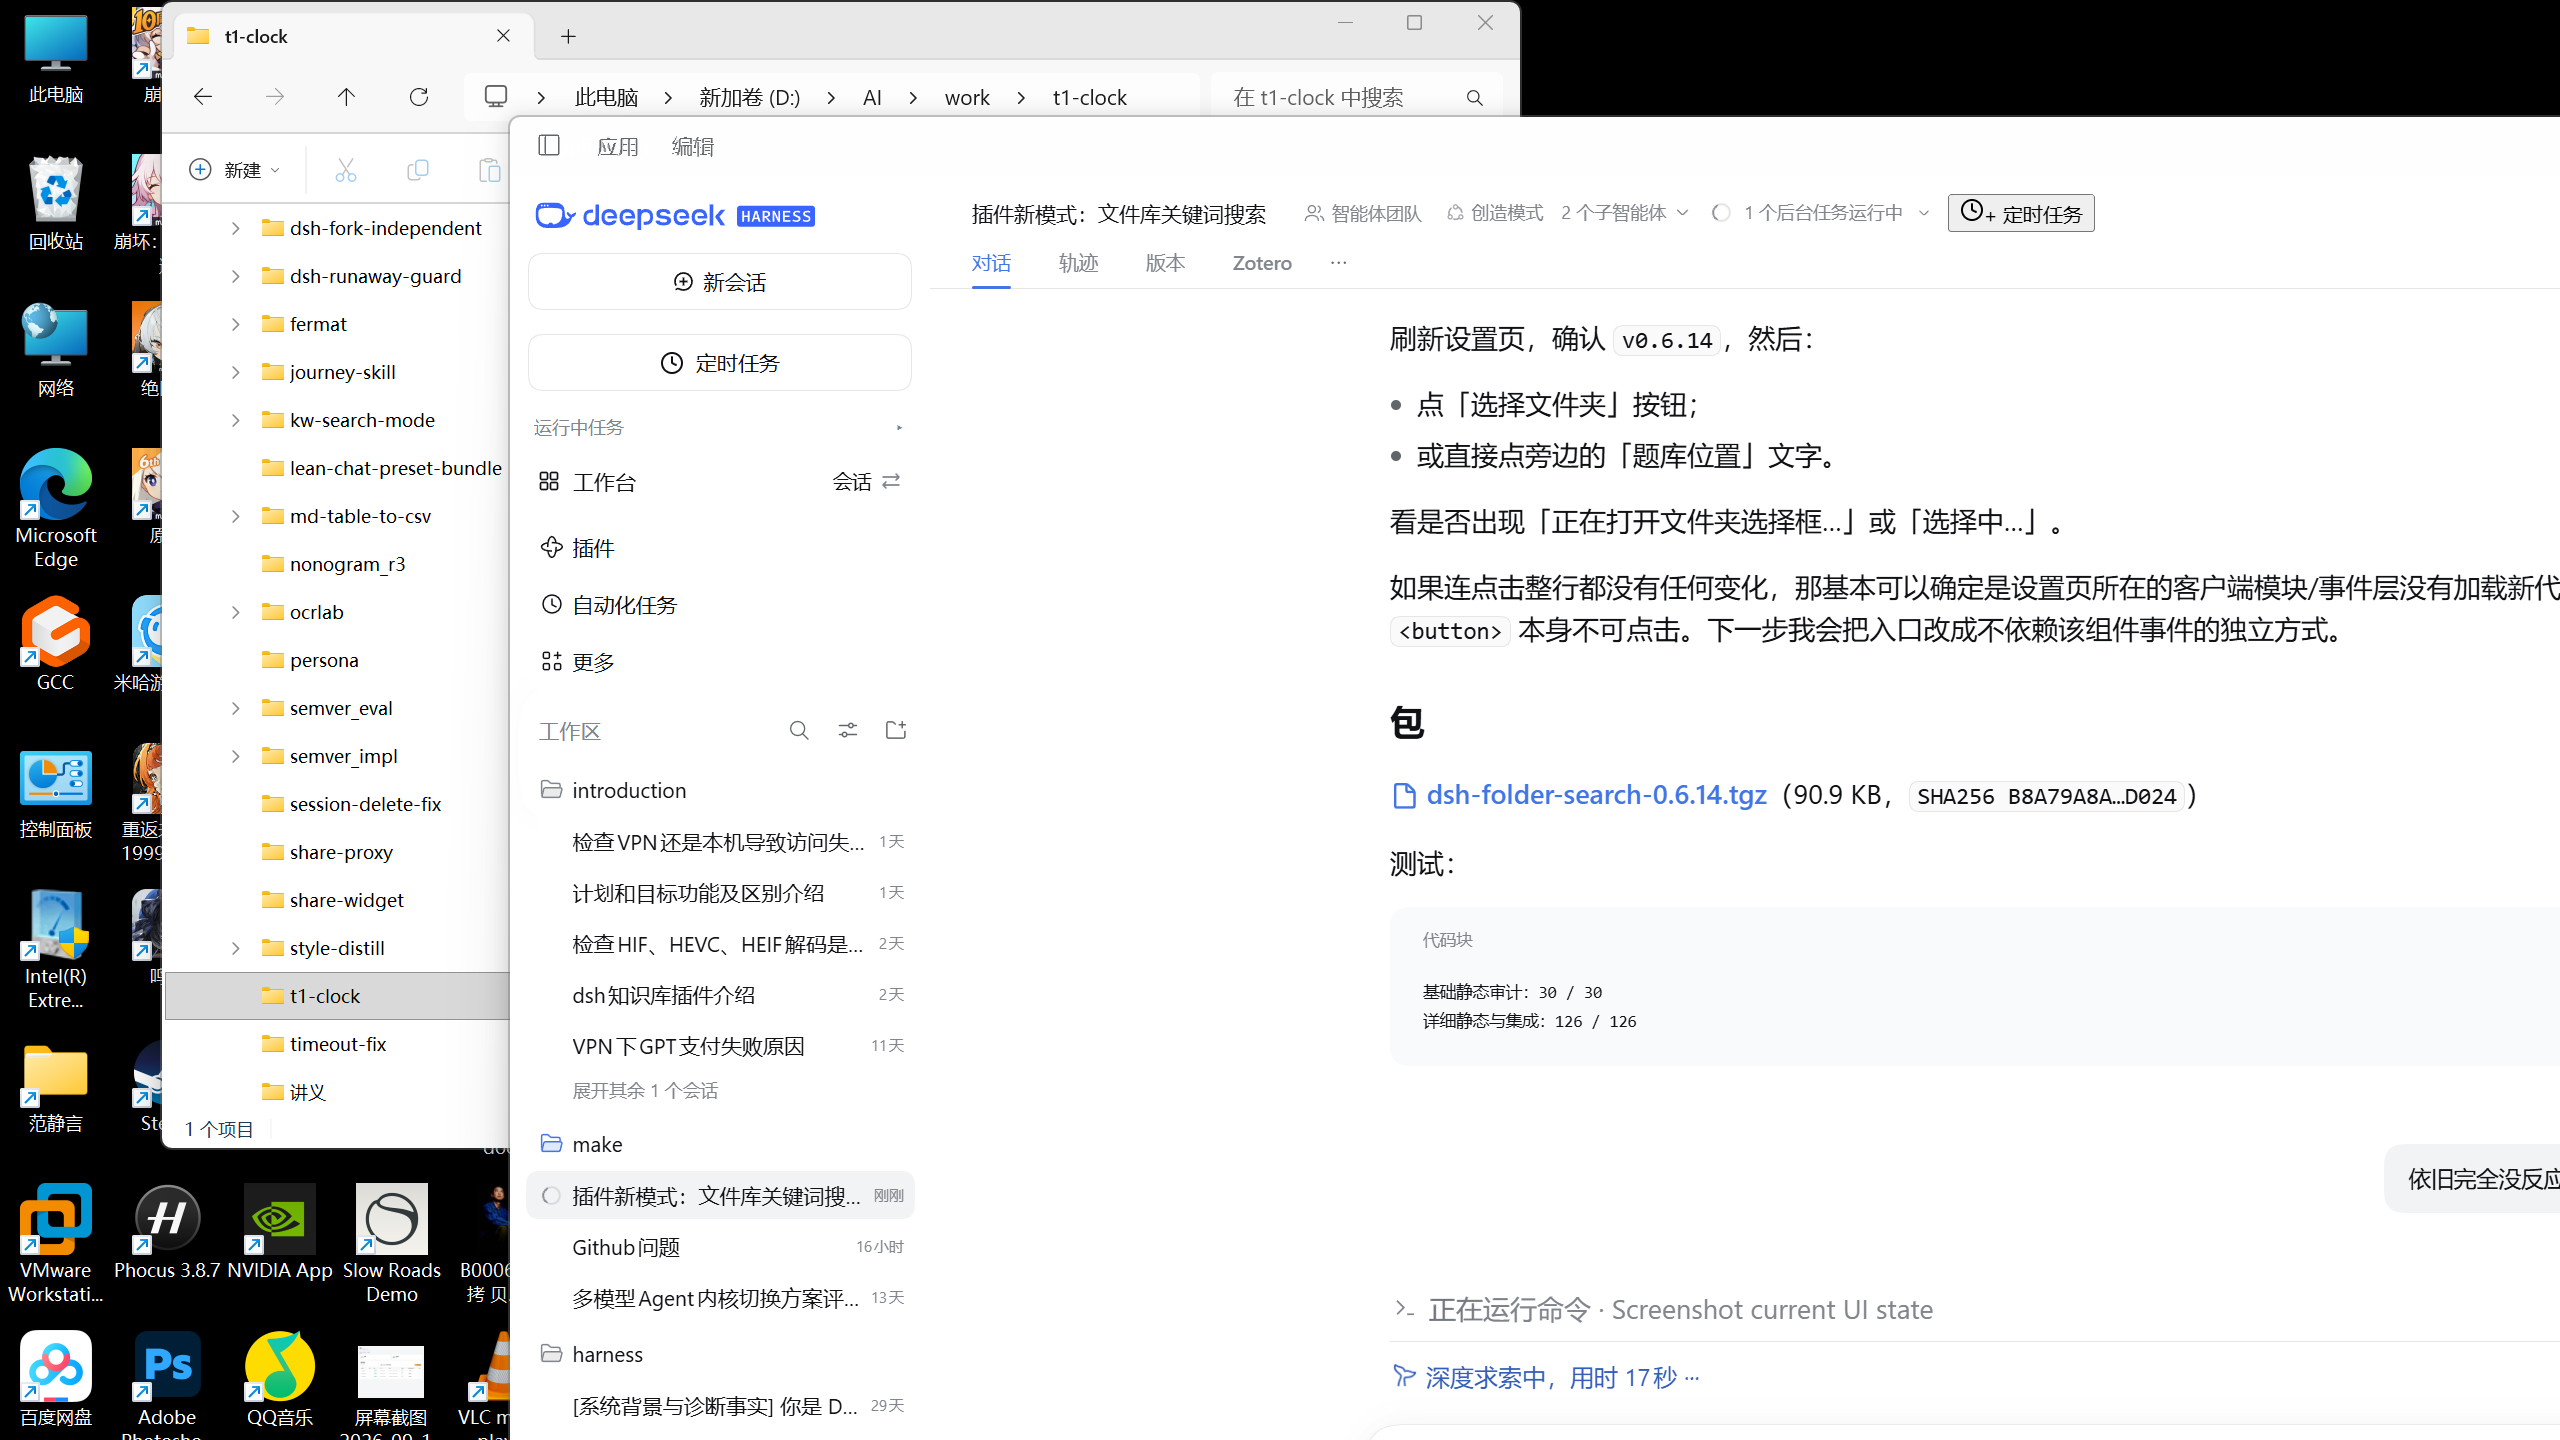 此电脑
回收站
网络
Microsoft
Edge
GCC
控制面板
Intel(R)
Extre...
范静言
VMware
Workstati...
百度网盘
崩坏：
米哈游
1999
Phocus 3.8.7
NVIDIA App
Slow Roads
Demo
Adobe
QQ音乐
屏幕截图
t1-clock
此电脑 > 新加卷 (D:) > AI > work > t1-clock
在 t1-clock 中搜索
新建
dsh-fork-independent
dsh-runaway-guard
fermat
journey-skill
kw-search-mode
lean-chat-preset-bundle
md-table-to-csv
nonogram_r3
ocrlab
persona
semver_eval
semver_impl
session-delete-fix
share-proxy
share-widget
style-distill
t1-clock
timeout-fix
讲义
1 个项目
应用 编辑
deepseek HARNESS
新会话
定时任务
运行中任务
工作台 会话
插件
自动化任务
更多
工作区
introduction
检查VPN还是本机导致访问失... 1天
计划和目标功能及区别介绍 1天
检查HIF、HEVC、HEIF解码是... 2天
dsh知识库插件介绍 2天
VPN下GPT支付失败原因 11天
展开其余 1 个会话
make
插件新模式：文件库关键词搜... 刚刚
Github问题 16小时
多模型Agent内核切换方案评... 13天
harness
[系统背景与诊断事实] 你是 D... 29天
插件新模式：文件库关键词搜索 智能体团队 创造模式 2 个子智能体 1 个后台任务运行中 + 定时任务
对话 轨迹 版本 Zotero ...
刷新设置页，确认 v0.6.14，然后：
• 点「选择文件夹」按钮；
• 或直接点旁边的「题库位置」文字。
看是否出现「正在打开文件夹选择框...」或「选择中...」。
如果连点击整行都没有任何变化，那基本可以确定是设置页所在的客户端模块/事件层没有加载新代
<button> 本身不可点击。下一步我会把入口改成不依赖该组件事件的独立方式。
包
dsh-folder-search-0.6.14.tgz（90.9 KB，SHA256 B8A79A8A…D024）
测试：
代码块
基础静态审计：30 / 30
详细静态与集成：126 / 126
依旧完全没反应
正在运行命令 · Screenshot current UI state
深度求索中，用时 17秒 ···